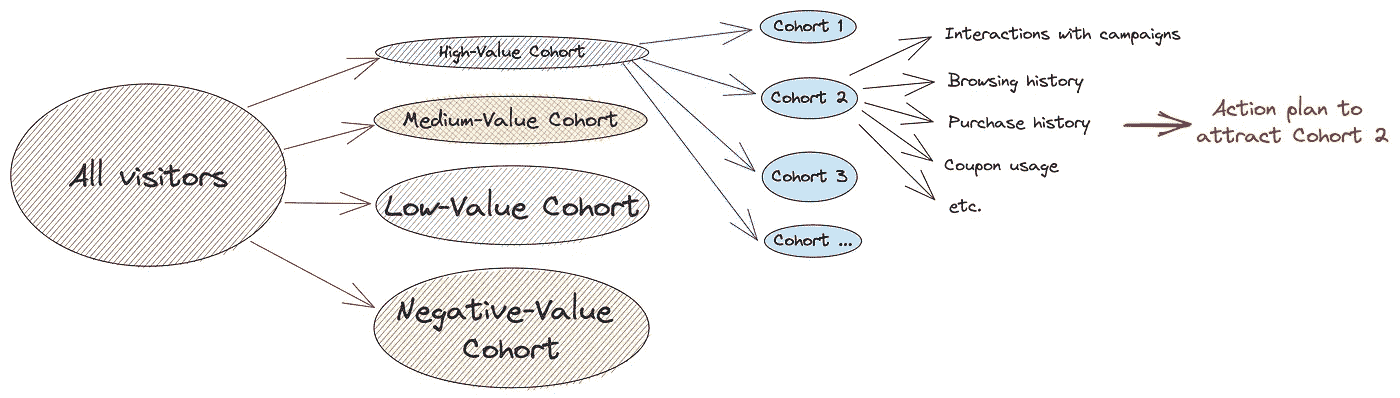 All visitors
High-Value Cohort
Medium-Value Cohort
Low-Value Cohort
Negative-Value
Cohort
Cohort 1
Cohort 2
Cohort 3
Cohort ...
Interactions with campaigns
Browsing history
Purchase history
Coupon usage
etc.
Action plan to
attract Cohort 2